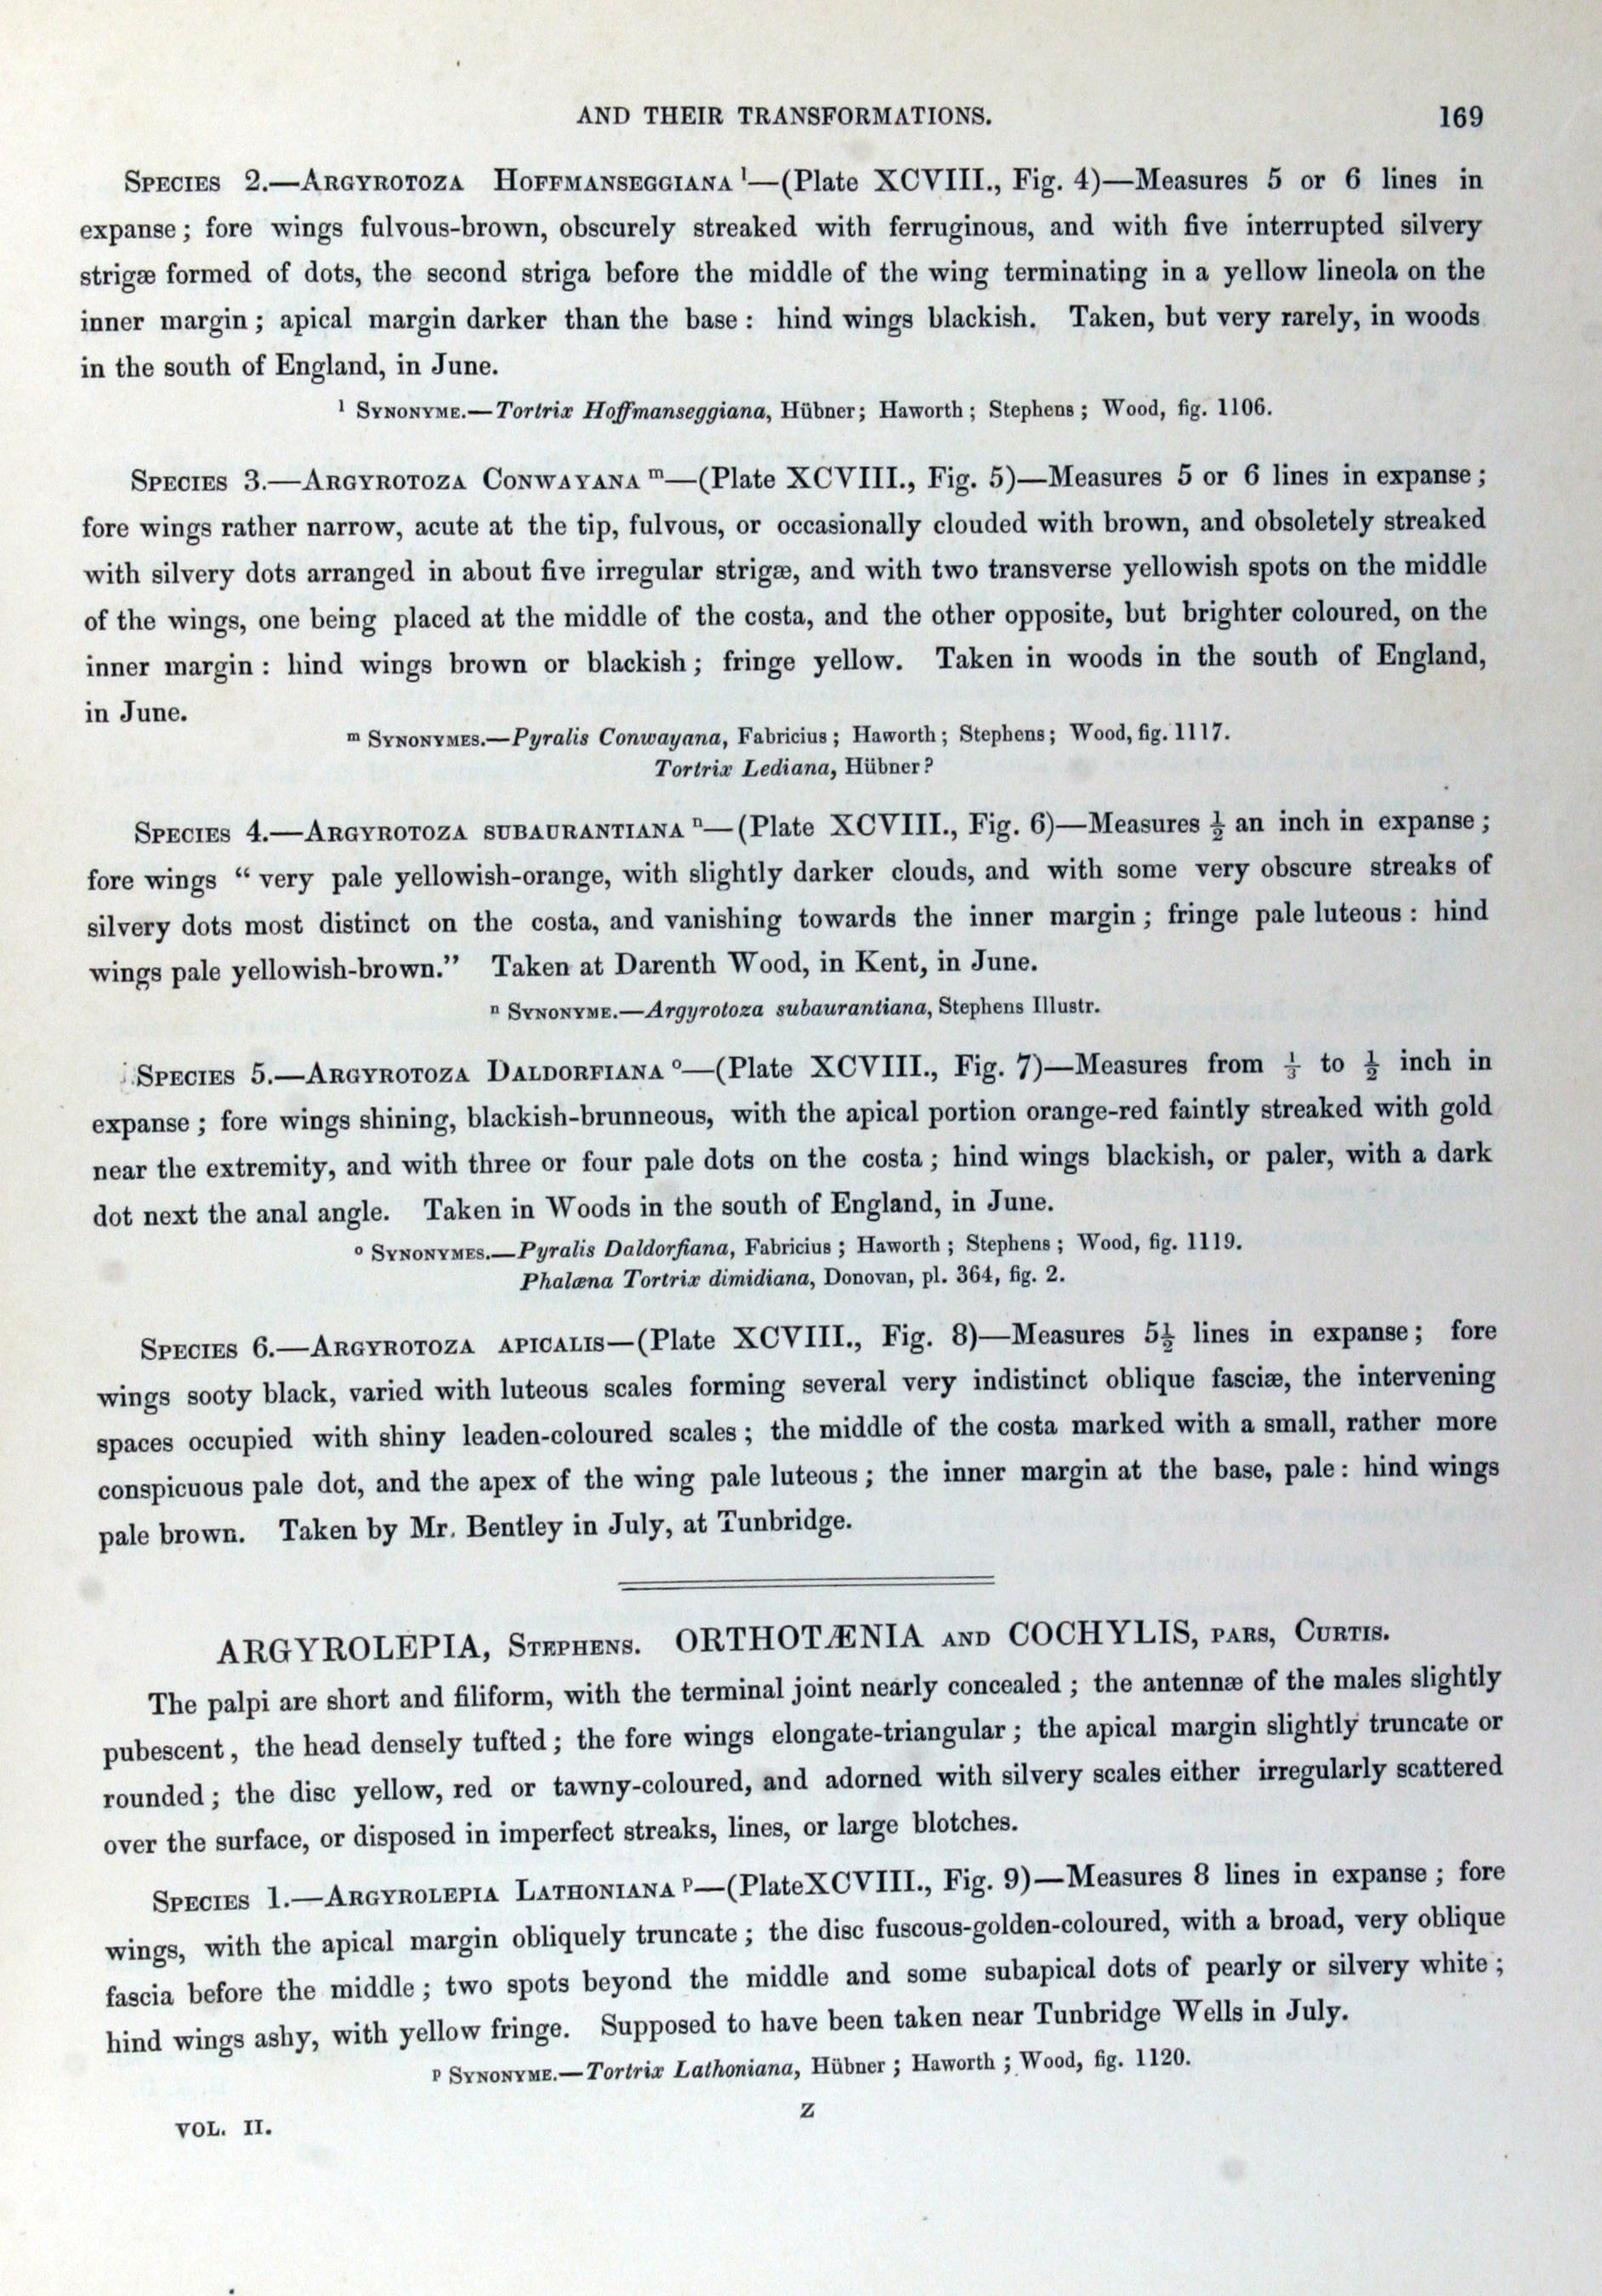 AND THEIR TRANSFORMATIONS. 169
SPECIES 2.—ARGYROTOZA HOFFMANSEGGIANA l—(Plate XCVIII., Fig. 4)—Measures 5 or 6 lines in
expanse; fore wings fulvous-brown, obscurely streaked with ferruginous, and with five interrupted silvery
strigæ formed of dots, the second striga before the middle of the wing terminating in a yellow lineola on the
inner margin; apical margin darker than the base: hind wings blackish. Taken, but very rarely, in woods
in the south of England, in June.
l SYNONYME.—Tortrix Hoffmanseggiana, Hübner; Haworth; Stephens; Wood, fig. 1106.
SPECIES 3.—ARGYROTOZA CONWAYANA m—(Plate XCVIII., Fig. 5)—Measures 5 or 6 lines in expanse;
fore wings rather narrow, acute at the tip, fulvous, or occasionally clouded with brown, and obsoletely streaked
with silvery dots arranged in about five irregular strigæ, and with two transverse yellowish spots on the middle
of the wings, one being placed at the middle of the costa, and the other opposite, but brighter coloured, on the
inner margin: hind wings brown or blackish; fringe yellow. Taken in woods in the south of England,
in June.
m SYNONYMES.—Pyralis Conwayana, Fabricius; Haworth; Stephens; Wood, fig. 1117.
Tortrix Lediana, Hübner?
SPECIES 4.—ARGYROTOZA SUBAURANTIANA n—(Plate XCVIII., Fig. 6)—Measures ½ an inch in expanse;
fore wings "very pale yellowish-orange, with slightly darker clouds, and with some very obscure streaks of
silvery dots most distinct on the costa, and vanishing towards the inner margin; fringe pale luteous: hind
wings pale yellowish-brown." Taken at Darenth Wood, in Kent, in June.
n SYNONYME.—Argyrotoza subaurantiana, Stephens Illustr.
SPECIES 5.—ARGYROTOZA DALDORFIANA o—(Plate XCVIII., Fig. 7)—Measures from ⅓ to ½ inch in
expanse; fore wings shining, blackish-brunneous, with the apical portion orange-red faintly streaked with gold
near the extremity, and with three or four pale dots on the costa; hind wings blackish, or paler, with a dark
dot next the anal angle. Taken in Woods in the south of England, in June.
o SYNONYMES.—Pyralis Daldorfiana, Fabricius; Haworth; Stephens; Wood, fig. 1119.
Phalæna Tortrix dimidiana, Donovan, pl. 364, fig. 2.
SPECIES 6.—ARGYROTOZA APICALIS—(Plate XCVIII., Fig. 8)—Measures 5½ lines in expanse; fore
wings sooty black, varied with luteous scales forming several very indistinct oblique fasciæ, the intervening
spaces occupied with shiny leaden-coloured scales; the middle of the costa marked with a small, rather more
conspicuous pale dot, and the apex of the wing pale luteous; the inner margin at the base, pale: hind wings
pale brown. Taken by Mr. Bentley in July, at Tunbridge.
ARGYROLEPIA, STEPHENS. ORTHOTÆNIA AND COCHYLIS, PARS, CURTIS.
The palpi are short and filiform, with the terminal joint nearly concealed; the antennæ of the males slightly
pubescent, the head densely tufted; the fore wings elongate-triangular; the apical margin slightly truncate or
rounded; the disc yellow, red or tawny-coloured, and adorned with silvery scales either irregularly scattered
over the surface, or disposed in imperfect streaks, lines, or large blotches.
SPECIES 1.—ARGYROLEPIA LATHONIANA p—(Plate XCVIII., Fig. 9)—Measures 8 lines in expanse; fore
wings, with the apical margin obliquely truncate; the disc fuscous-golden-coloured, with a broad, very oblique
fascia before the middle; two spots beyond the middle and some subapical dots of pearly or silvery white;
hind wings ashy, with yellow fringe. Supposed to have been taken near Tunbridge Wells in July.
p SYNONYME.—Tortrix Lathoniana, Hübner; Haworth; Wood, fig. 1120.
VOL. II. Z